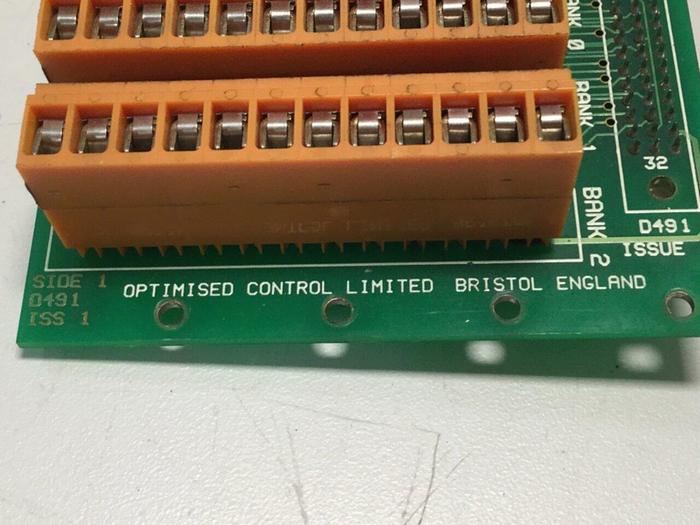 BANK 0
BANK 1
32
BANK 2
D491
ISSUE
SIDE 1
D491
ISS 1
OPTIMISED CONTROL LIMITED BRISTOL ENGLAND